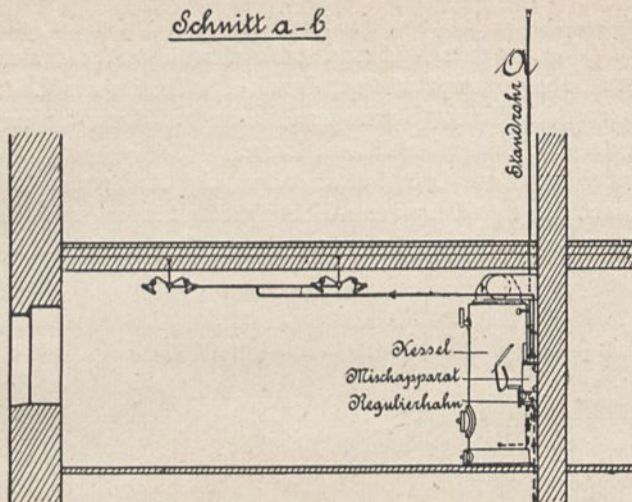 Schnitt a-b
Standrohr
Kessel
Mischapparat
Regulierhahn